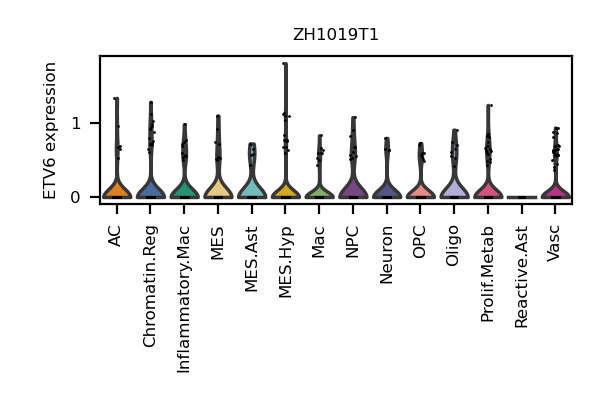 ZH1019T1
ETV6 expression
1
0
AC
Chromatin.Reg
Inflammatory.Mac
MES
MES.Ast
MES.Hyp
Mac
NPC
Neuron
OPC
Oligo
Prolif.Metab
Reactive.Ast
Vasc